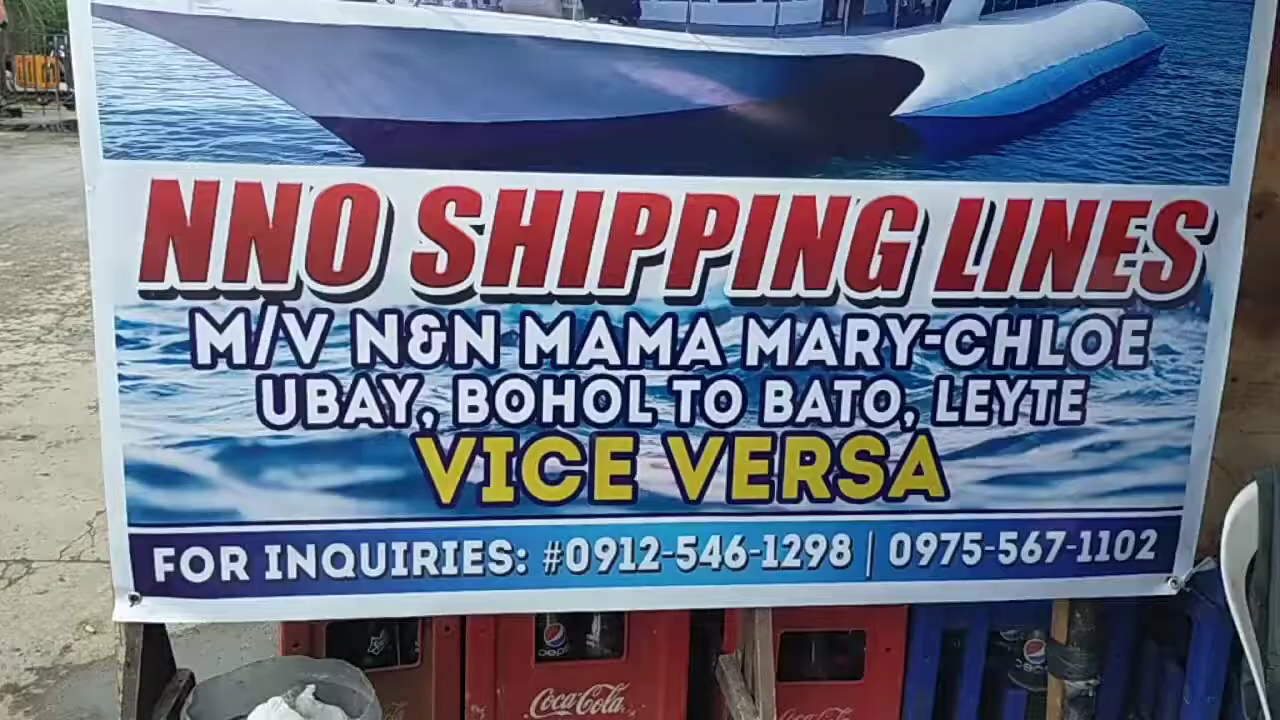 NNO SHIPPING LINES
M/V N&N MAMA MARY-CHLOE
UBAY, BOHOL TO BATO, LEYTE
VICE VERSA
FOR INQUIRIES: #0912-546-1298 | 0975-567-1102
pepsi
Coca-Cola